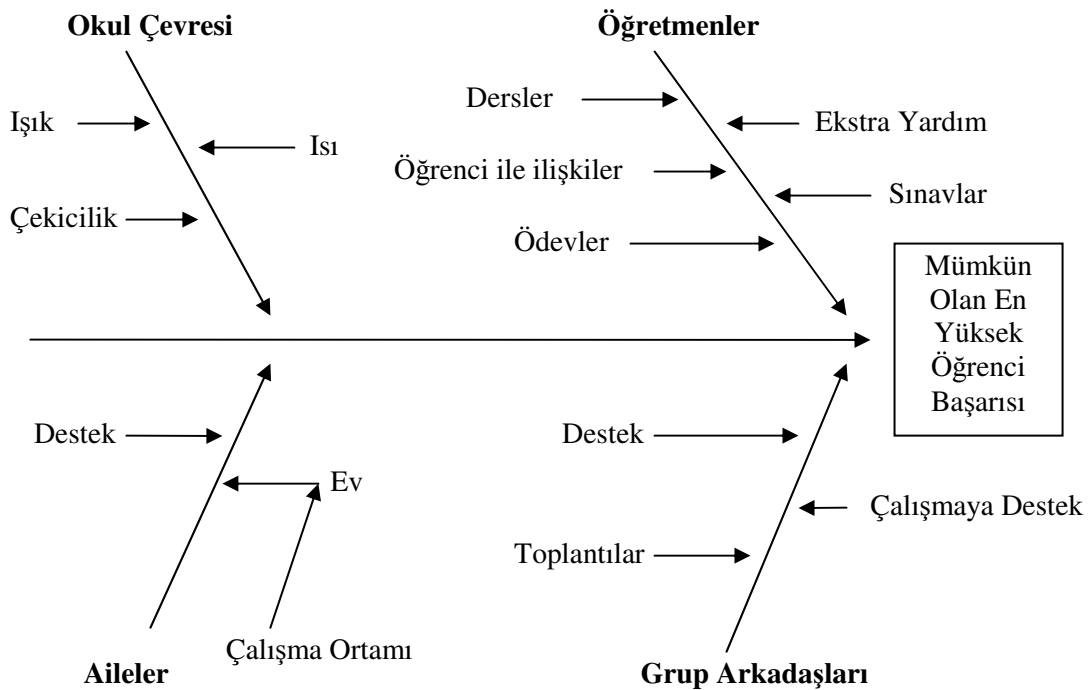 Okul Çevresi
Öğretmenler
Dersler
Işık
Ekstra Yardım
Isı
Öğrenci ile ilişkiler
Sınavlar
Çekicilik
Ödevler
Mümkün
Olan En
Yüksek
Öğrenci
Başarısı
Destek
Destek
Ev
Çalışmaya Destek
Toplantılar
Çalışma Ortamı
Aileler
Grup Arkadaşları